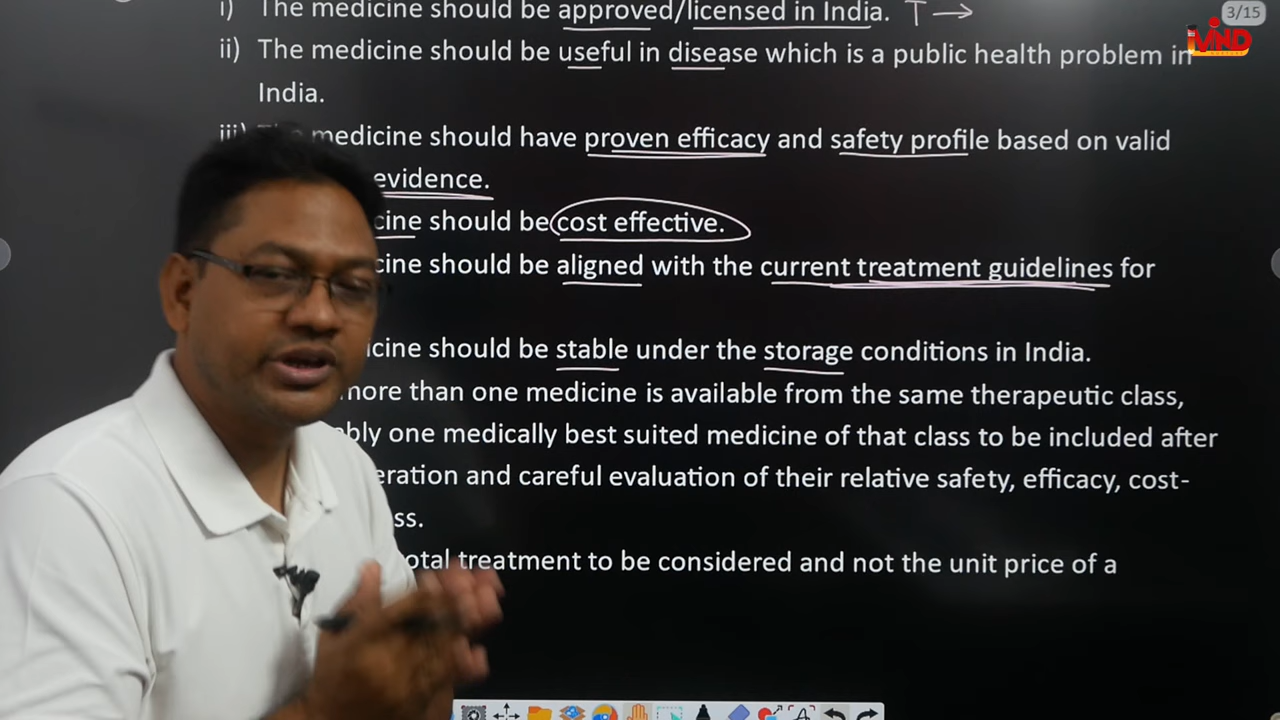 3/15
i) The medicine should be approved/licensed in India. T →
MIND
ii) The medicine should be useful in disease which is a public health problem in
India.
iii) medicine should have proven efficacy and safety profile based on valid
evidence.
cine should be cost effective.
cine should be aligned with the current treatment guidelines for
icine should be stable under the storage conditions in India.
more than one medicine is available from the same therapeutic class,
ably one medically best suited medicine of that class to be included after
eration and careful evaluation of their relative safety, efficacy, cost-
ss.
otal treatment to be considered and not the unit price of a